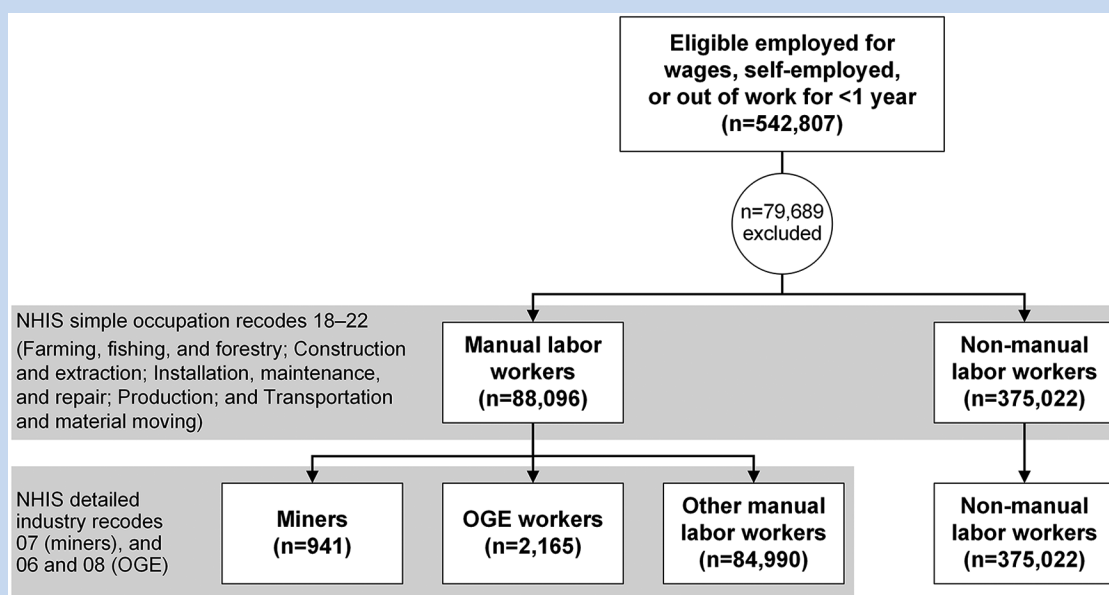 Eligible employed for
wages, self-employed,
or out of work for <1 year
(n=542,807)
n=79,689
excluded
NHIS simple occupation recodes 18–22
(Farming, fishing, and forestry; Construction
and extraction; Installation, maintenance,
and repair; Production; and Transportation
and material moving)
Manual labor
workers
(n=88,096)
Non-manual
labor workers
(n=375,022)
NHIS detailed
industry recodes
07 (miners), and
06 and 08 (OGE)
Miners
(n=941)
OGE workers
(n=2,165)
Other manual
labor workers
(n=84,990)
Non-manual
labor workers
(n=375,022)